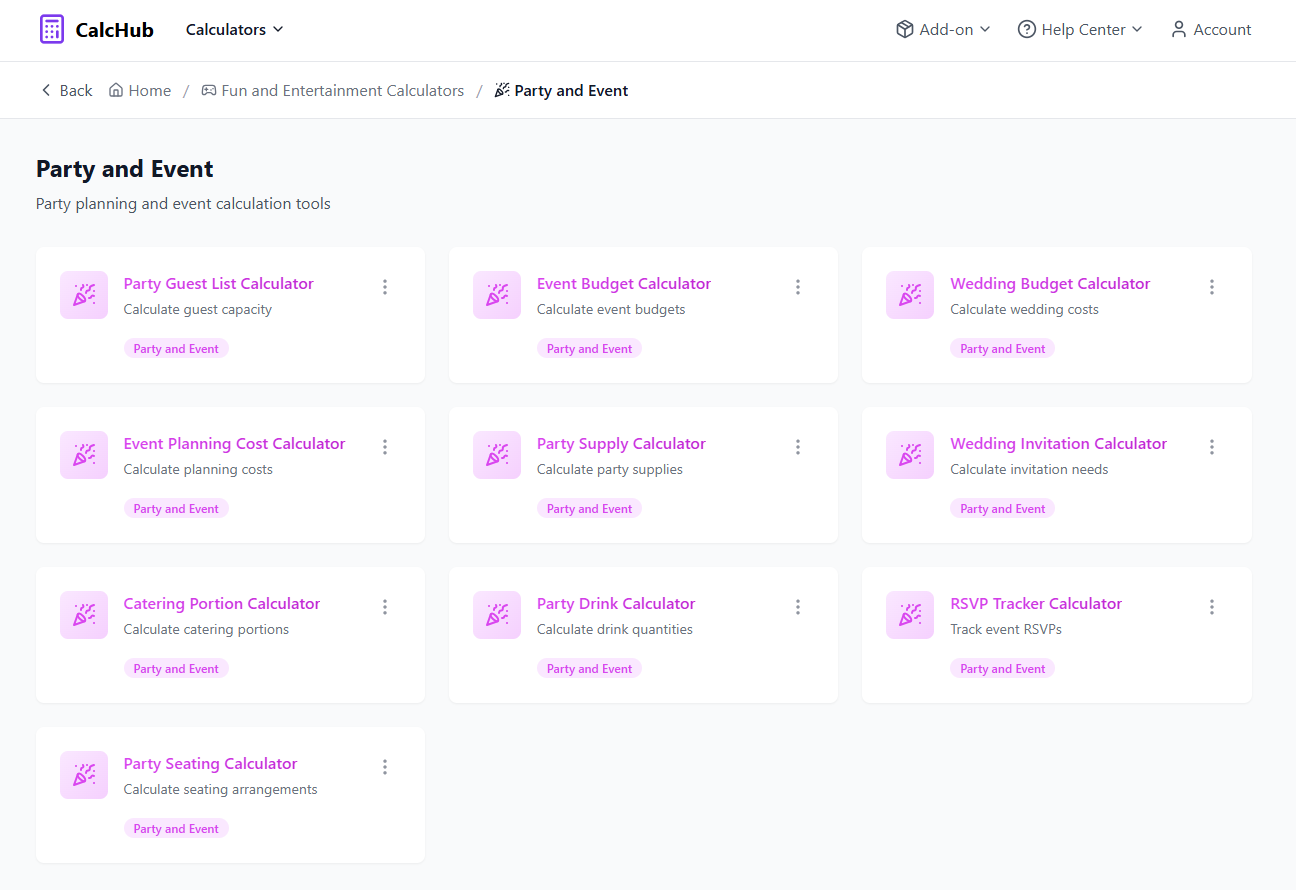 CalcHub Calculators Add-on Help Center Account
Back Home / Fun and Entertainment Calculators / Party and Event
Party and Event
Party planning and event calculation tools
Party Guest List Calculator
Calculate guest capacity
Party and Event
Event Budget Calculator
Calculate event budgets
Party and Event
Wedding Budget Calculator
Calculate wedding costs
Party and Event
Event Planning Cost Calculator
Calculate planning costs
Party and Event
Party Supply Calculator
Calculate party supplies
Party and Event
Wedding Invitation Calculator
Calculate invitation needs
Party and Event
Catering Portion Calculator
Calculate catering portions
Party and Event
Party Drink Calculator
Calculate drink quantities
Party and Event
RSVP Tracker Calculator
Track event RSVPs
Party and Event
Party Seating Calculator
Calculate seating arrangements
Party and Event